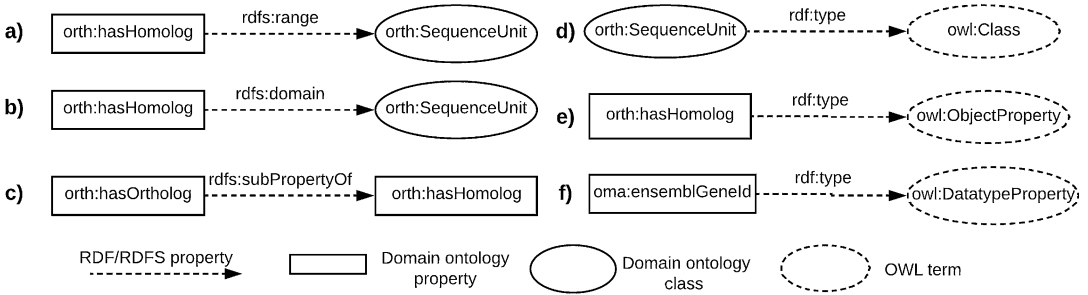 a) orth:hasHomolog rdfs:range orth:SequenceUnit
b) orth:hasHomolog rdfs:domain orth:SequenceUnit
c) orth:hasOrtholog rdfs:subPropertyOf orth:hasHomolog
d) orth:SequenceUnit rdf:type owl:Class
e) orth:hasHomolog rdf:type owl:ObjectProperty
f) oma:ensemblGeneId rdf:type owl:DatatypeProperty
RDF/RDFS property
Domain ontology
property
Domain ontology
class
OWL term